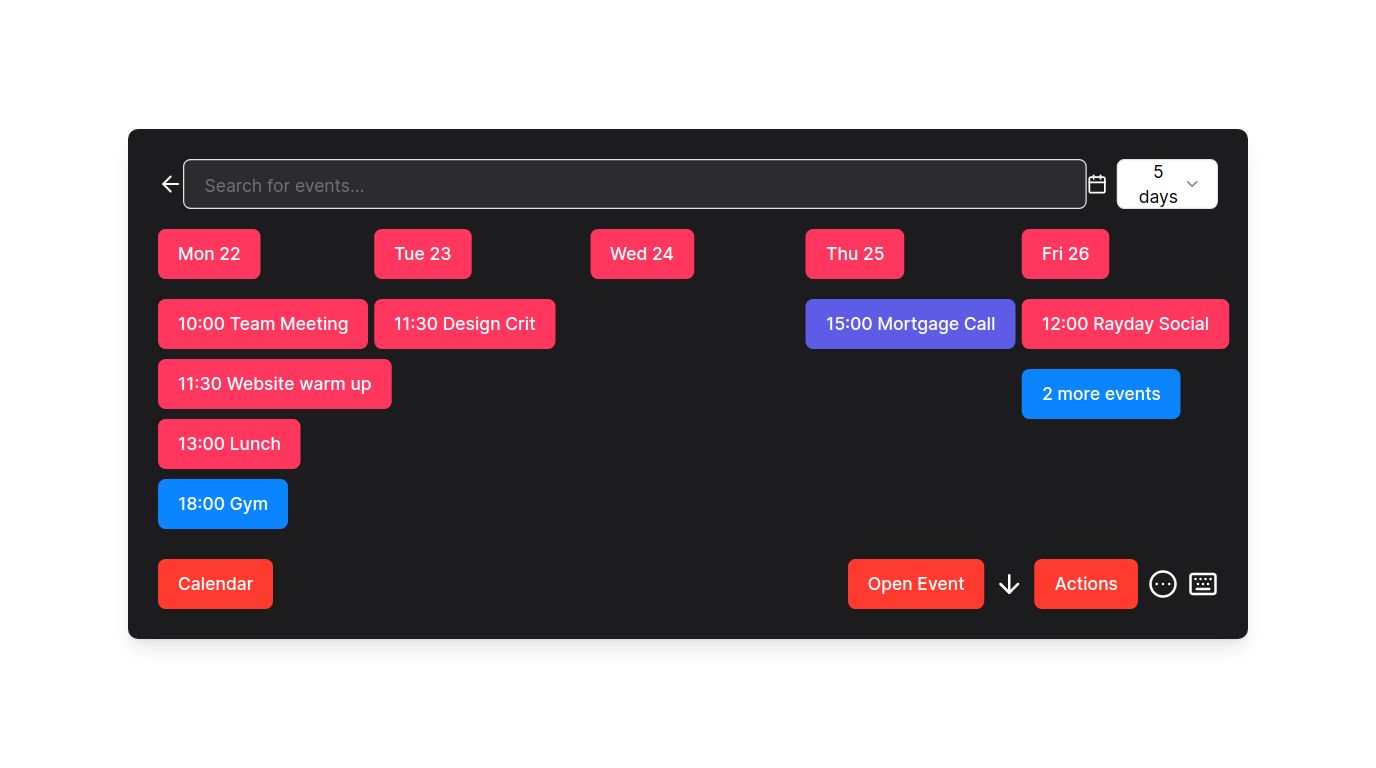 Search for events...
5
days
Mon 22
Tue 23
Wed 24
Thu 25
Fri 26
10:00 Team Meeting
11:30 Design Crit
15:00 Mortgage Call
12:00 Rayday Social
11:30 Website warm up
2 more events
13:00 Lunch
18:00 Gym
Calendar
Open Event
Actions